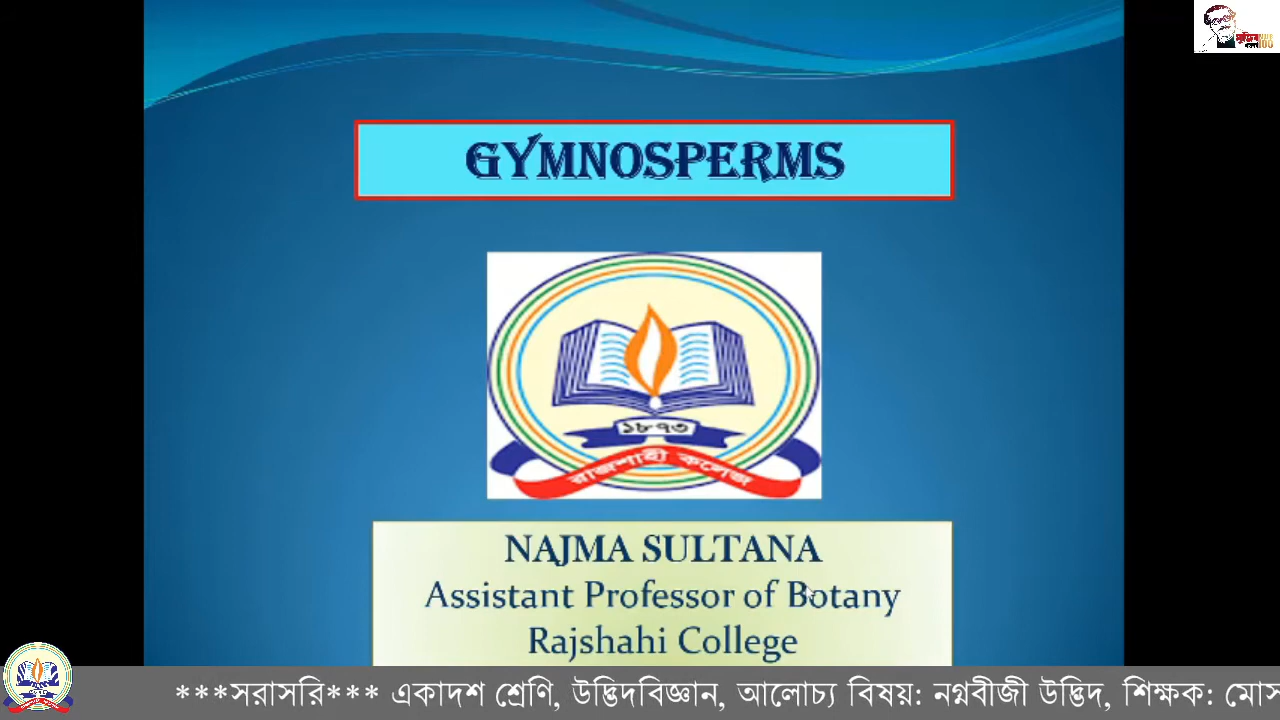 GYMNOSPERMS
১৮৭৩
রাজশাহী কলেজ
NAJMA SULTANA
Assistant Professor of Botany
Rajshahi College
***সরাসরি*** একাদশ শ্রেণি, উদ্ভিদবিজ্ঞান, আলোচ্য বিষয়: নগ্নবীজী উদ্ভিদ, শিক্ষক: মোস